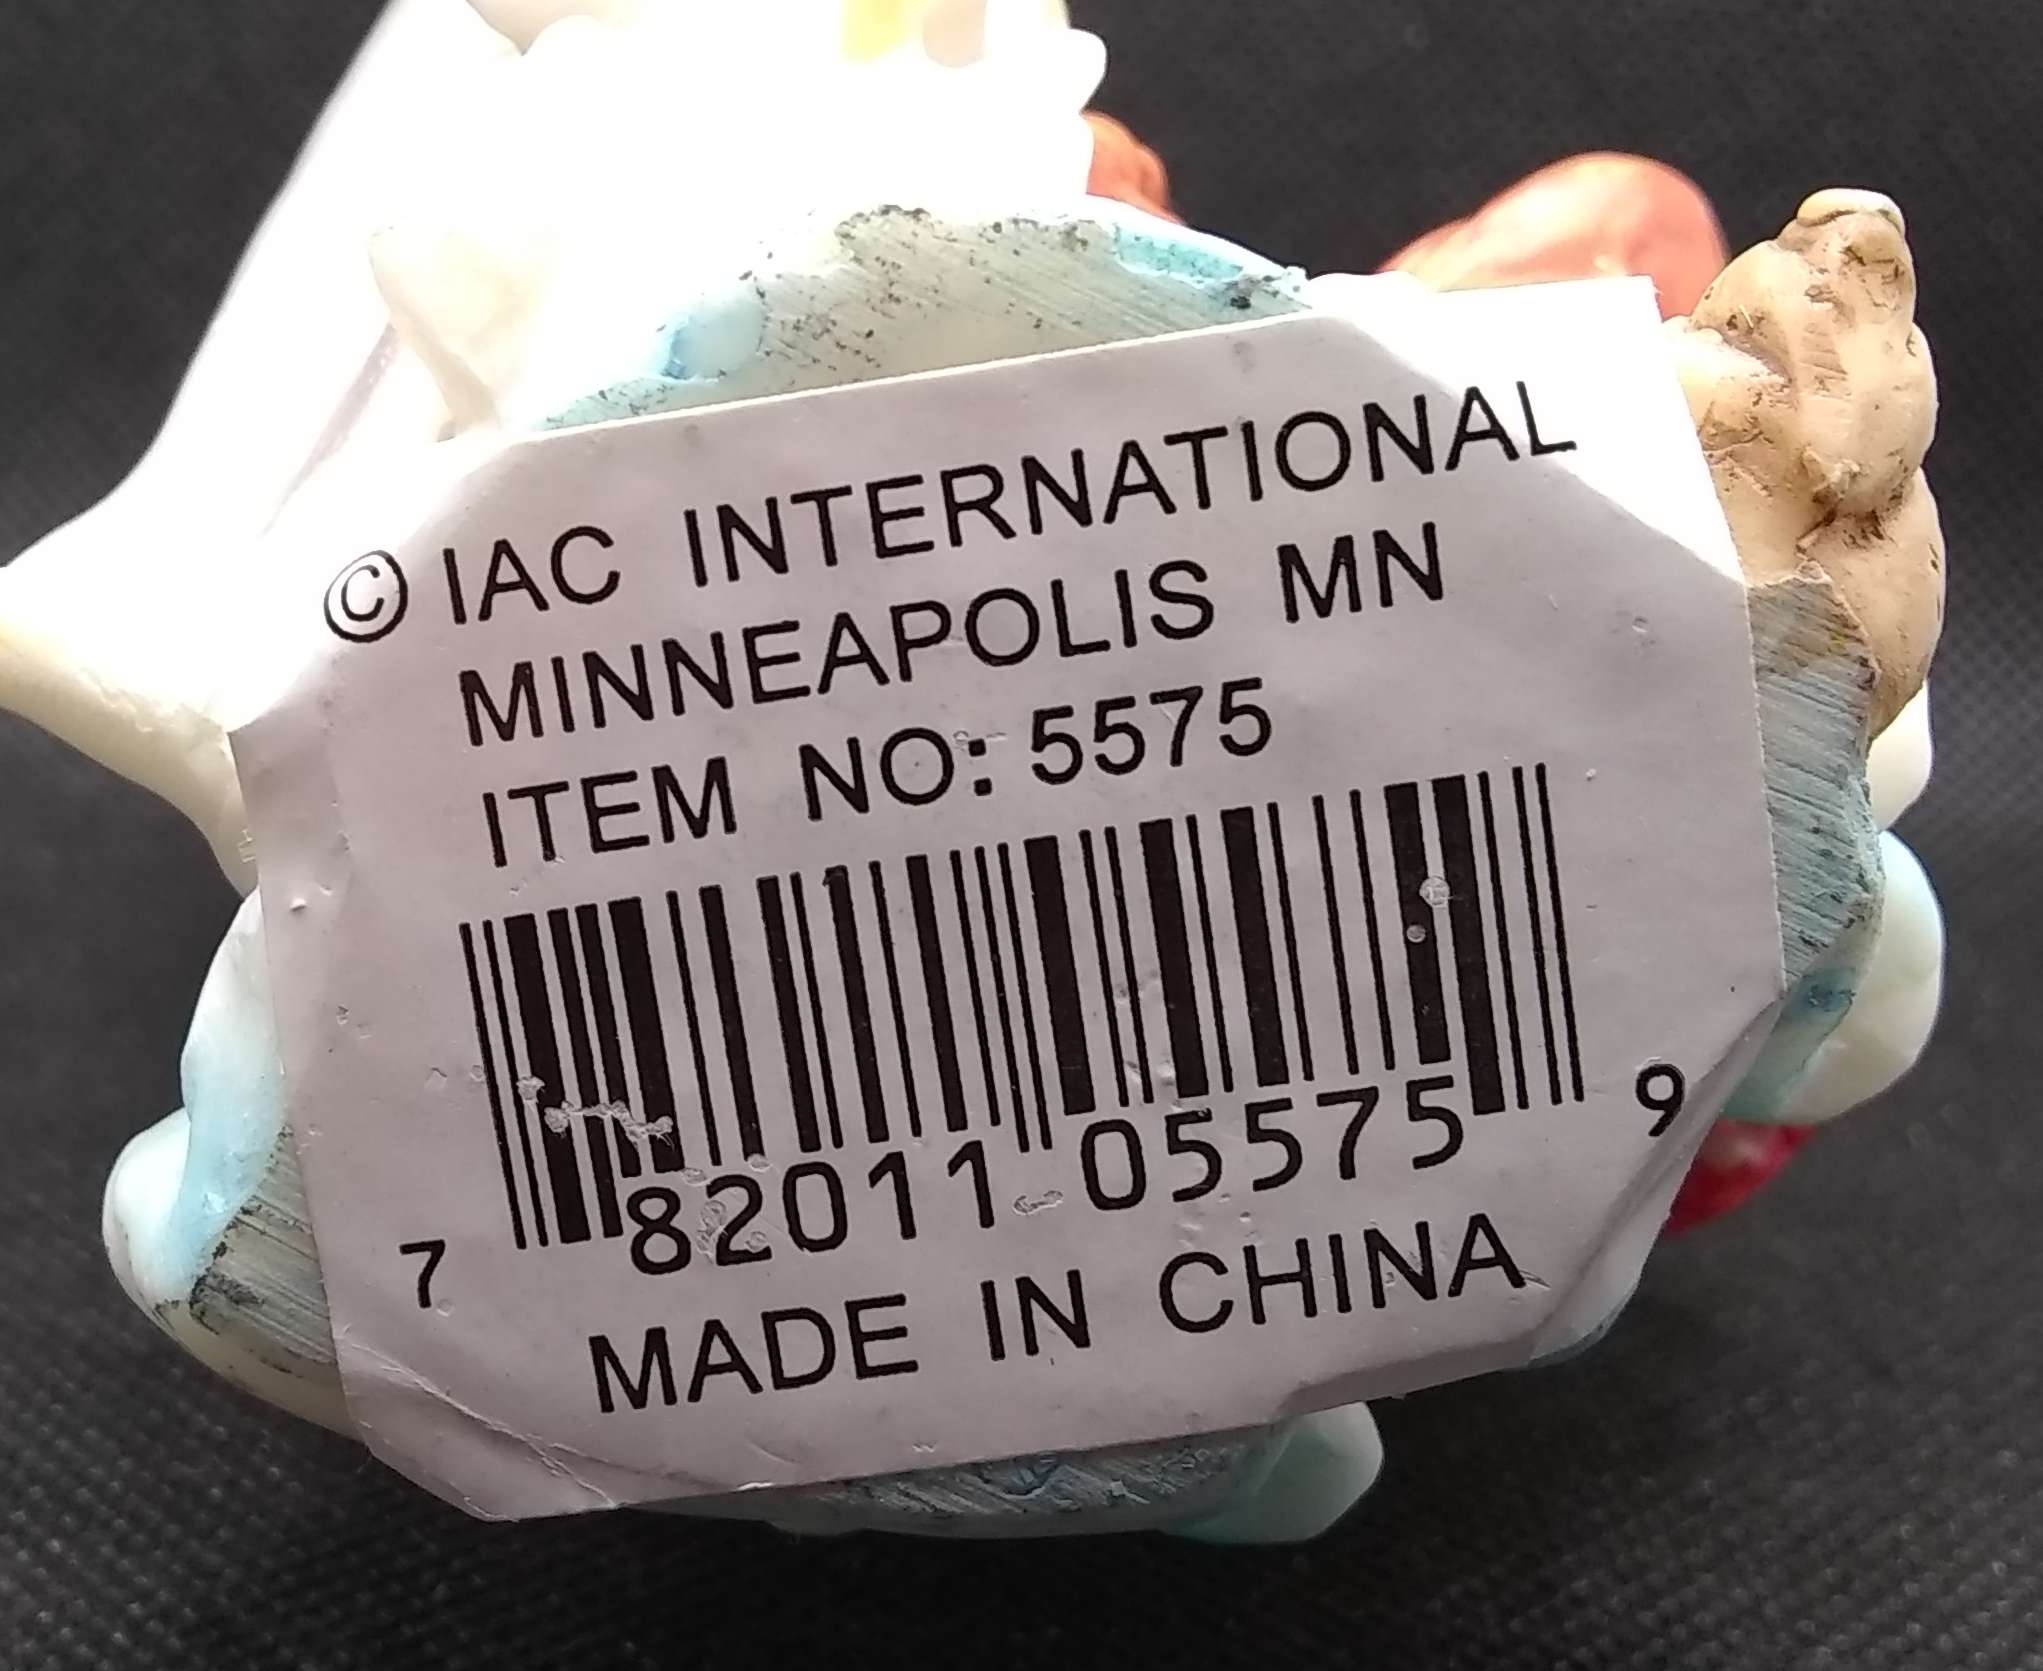 © IAC INTERNATIONAL
MINNEAPOLIS MN
ITEM NO: 5575
7 82011 05575 9
MADE IN CHINA